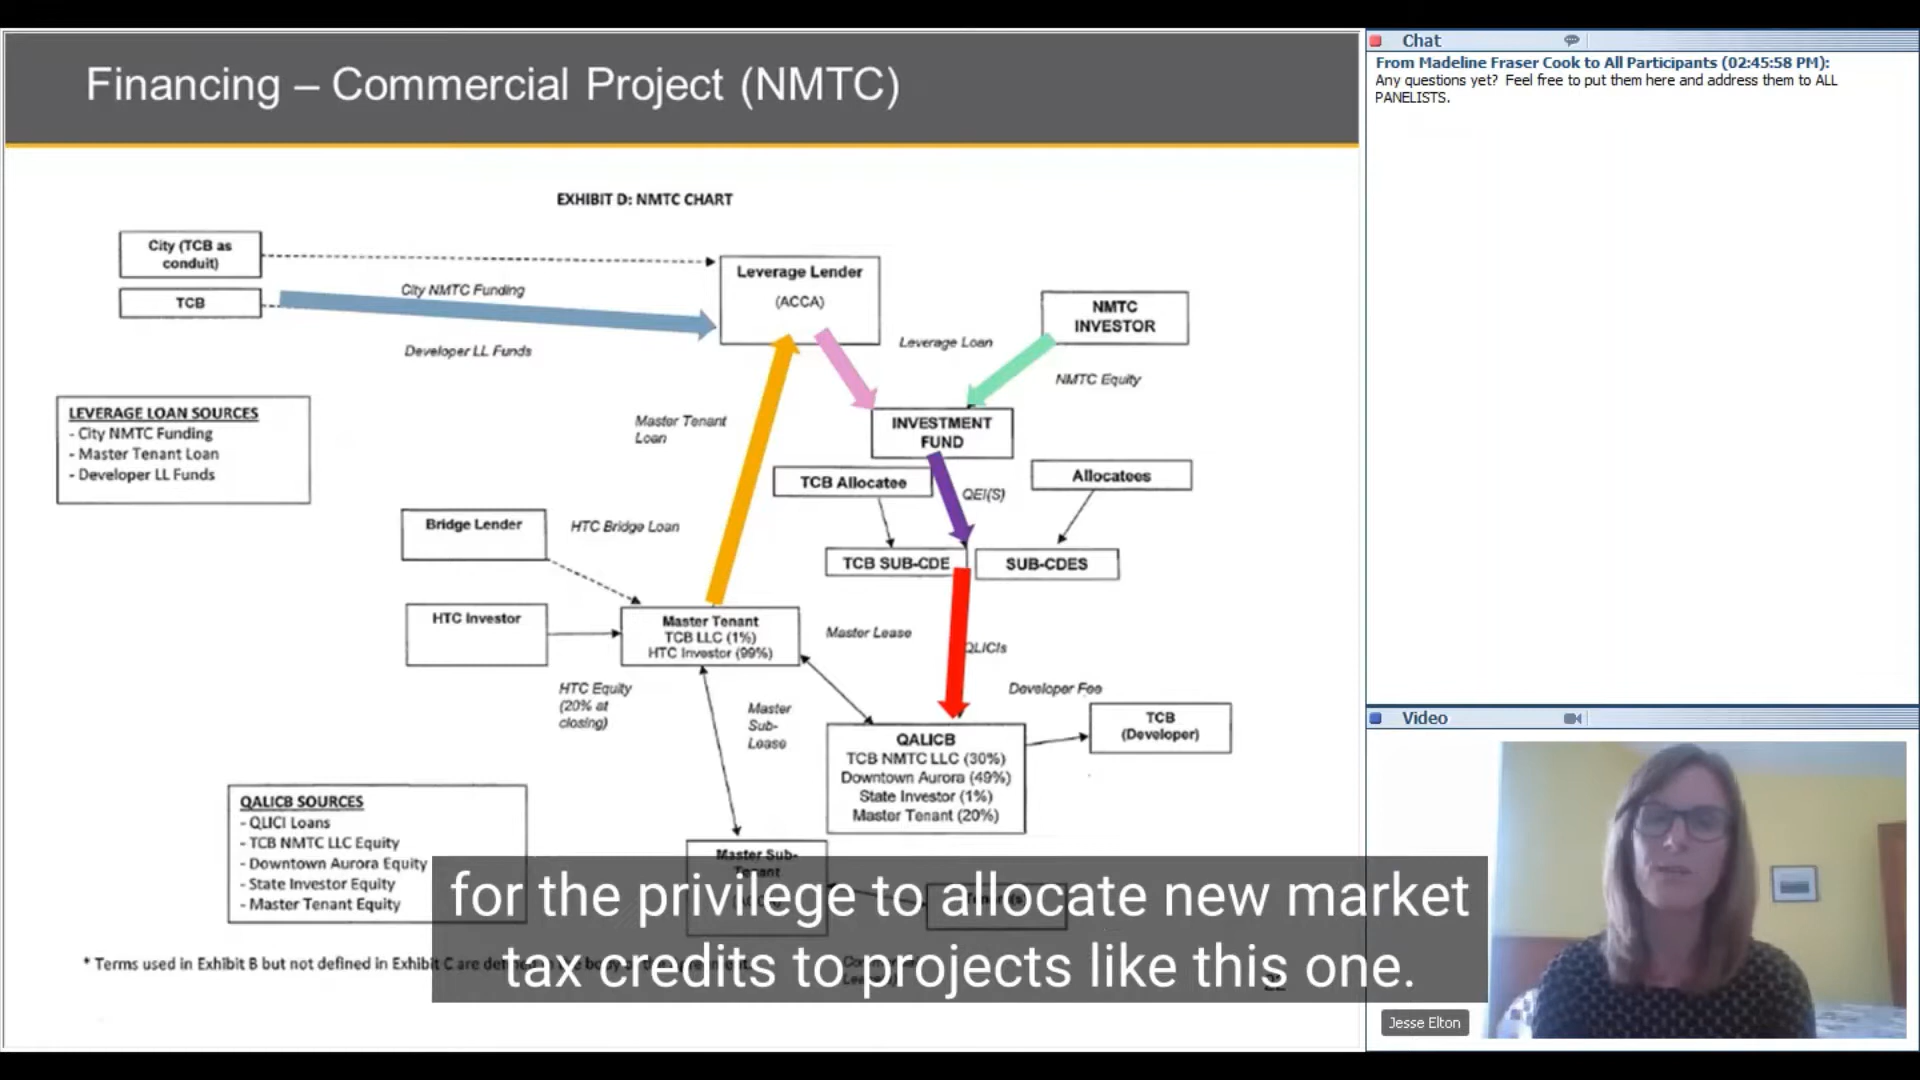 Financing – Commercial Project (NMTC)
EXHIBIT D: NMTC CHART
City (TCB as
conduit)
TCB
City NMTC Funding
Developer LL Funds
Leverage Lender
(ACCA)
Leverage Loan
NMTC
INVESTOR
NMTC Equity
LEVERAGE LOAN SOURCES
- City NMTC Funding
- Master Tenant Loan
- Developer LL Funds
Master Tenant
Loan
INVESTMENT
FUND
TCB Allocatee
QEI(S)
Allocatees
Bridge Lender
HTC Bridge Loan
TCB SUB-CDE
SUB-CDES
HTC Investor
Master Tenant
TCB LLC (1%)
HTC Investor (99%)
Master Lease
QLICIs
HTC Equity
(20% at
closing)
Master
Sub-
Lease
Developer Fee
TCB
(Developer)
QALICB
TCB NMTC LLC (30%)
Downtown Aurora (49%)
State Investor (1%)
Master Tenant (20%)
QALICB SOURCES
- QLICI Loans
- TCB NMTC LLC Equity
- Downtown Aurora Equity
- State Investor Equity
- Master Tenant Equity
Master Sub-
Tenant
* Terms used in Exhibit B but not defined in Exhibit C are
22
for the privilege to allocate new market
tax credits to projects like this one.
Chat
From Madeline Fraser Cook to All Participants (02:45:58 PM):
Any questions yet? Feel free to put them here and address them to ALL
PANELISTS.
Video
Jesse Elton